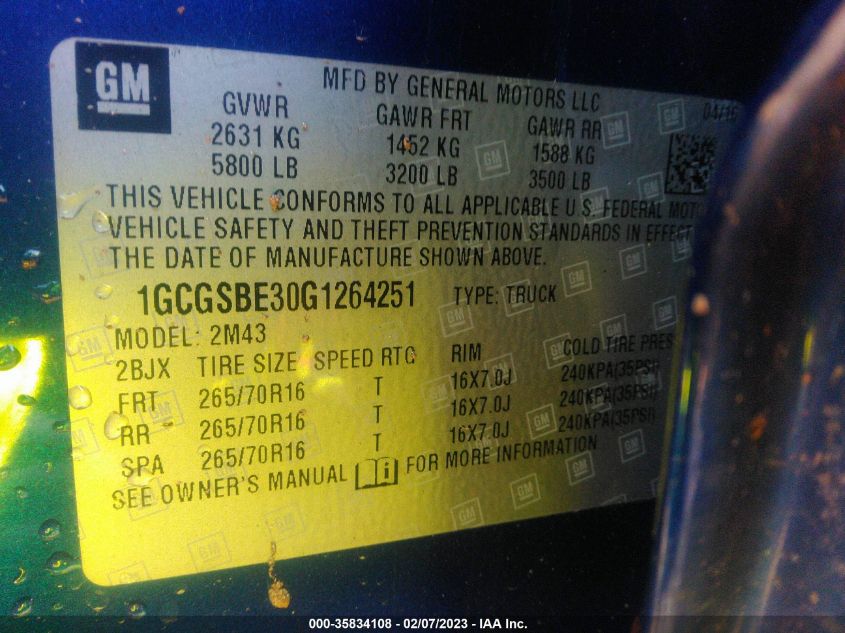 GM
MFD BY GENERAL MOTORS LLC
04/16
GVWR GAWR FRT GAWR RR
2631 KG 1452 KG 1588 KG
5800 LB 3200 LB 3500 LB
THIS VEHICLE CONFORMS TO ALL APPLICABLE U.S. FEDERAL MOT
VEHICLE SAFETY AND THEFT PREVENTION STANDARDS IN EFFECT
THE DATE OF MANUFACTURE SHOWN ABOVE.
1GCGSBE30G1264251 TYPE: TRUCK
MODEL: 2M43
2BJX TIRE SIZE SPEED RTG RIM COLD TIRE PRES
FRT 265/70R16 T 16X7.0J 240KPA(35PSI)
RR 265/70R16 T 16X7.0J 240KPA(35PSI)
SPA 265/70R16 T 16X7.0J 240KPA(35PSI)
SEE OWNER'S MANUAL i FOR MORE INFORMATION
000-35834108 - 02/07/2023 - IAA Inc.